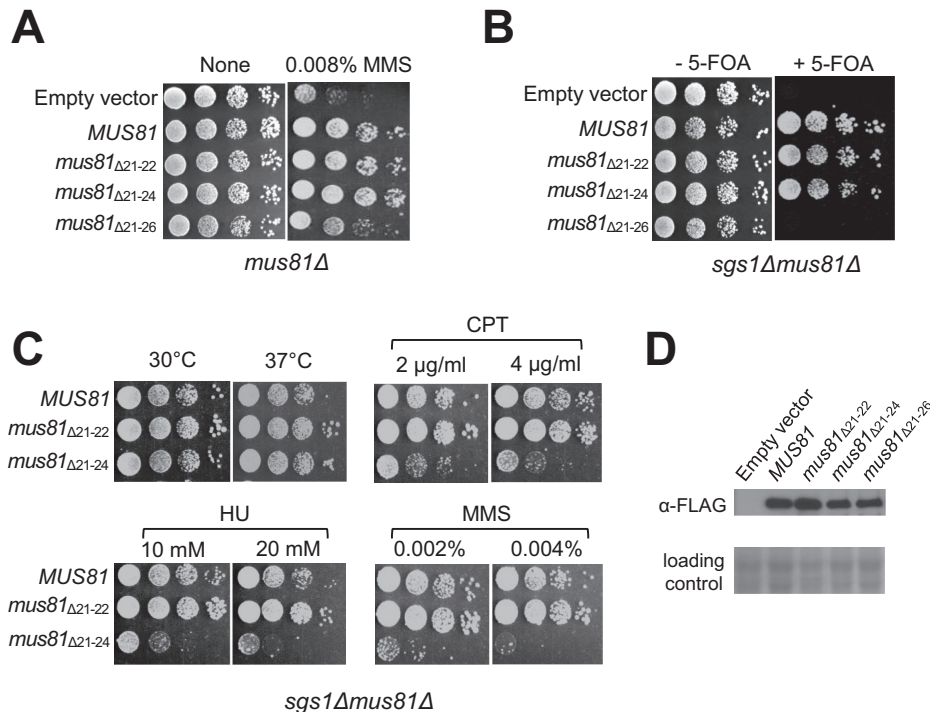 A
None 0.008% MMS
Empty vector
MUS81
mus81Δ21-22
mus81Δ21-24
mus81Δ21-26
mus81Δ
B
- 5-FOA + 5-FOA
Empty vector
MUS81
mus81Δ21-22
mus81Δ21-24
mus81Δ21-26
sgs1Δmus81Δ
C
30°C 37°C
CPT
2 µg/ml 4 µg/ml
MUS81
mus81Δ21-22
mus81Δ21-24
HU
10 mM 20 mM
MMS
0.002% 0.004%
MUS81
mus81Δ21-22
mus81Δ21-24
sgs1Δmus81Δ
D
Empty vector
MUS81
mus81Δ21-22
mus81Δ21-24
mus81Δ21-26
α-FLAG
loading
control